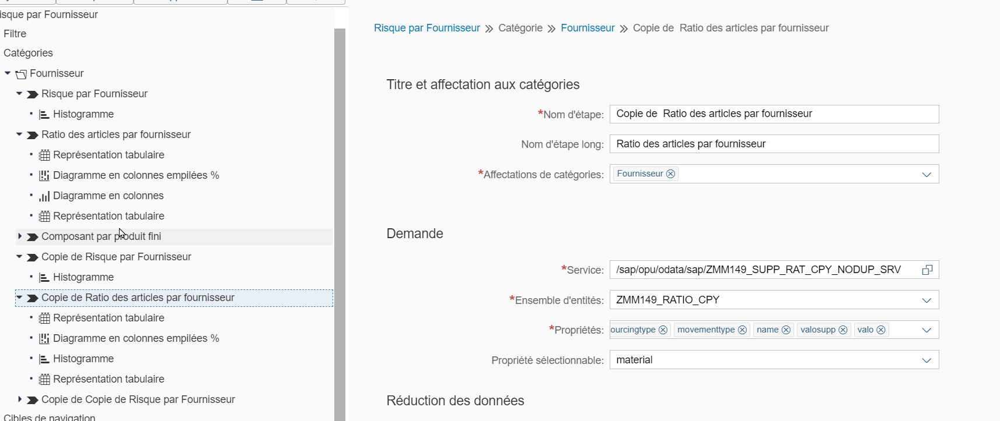 isque par Fournisseur
Filtre
Catégories
Fournisseur
Risque par Fournisseur
Histogramme
Ratio des articles par fournisseur
Représentation tabulaire
Diagramme en colonnes empilées %
Diagramme en colonnes
Représentation tabulaire
Composant par produit fini
Copie de Risque par Fournisseur
Histogramme
Copie de Ratio des articles par fournisseur
Représentation tabulaire
Diagramme en colonnes empilées %
Histogramme
Représentation tabulaire
Copie de Copie de Risque par Fournisseur
Cibles de navigation
Risque par Fournisseur >> Catégorie >> Fournisseur >> Copie de  Ratio des articles par fournisseur
Titre et affectation aux catégories
*Nom d'étape: Copie de  Ratio des articles par fournisseur
Nom d'étape long: Ratio des articles par fournisseur
*Affectations de catégories: Fournisseur
Demande
*Service: /sap/opu/odata/sap/ZMM149_SUPP_RAT_CPY_NODUP_SRV
*Ensemble d'entités: ZMM149_RATIO_CPY
*Propriétés: ourcingtype movementtype name valosupp valo
Propriété sélectionnable: material
Réduction des données